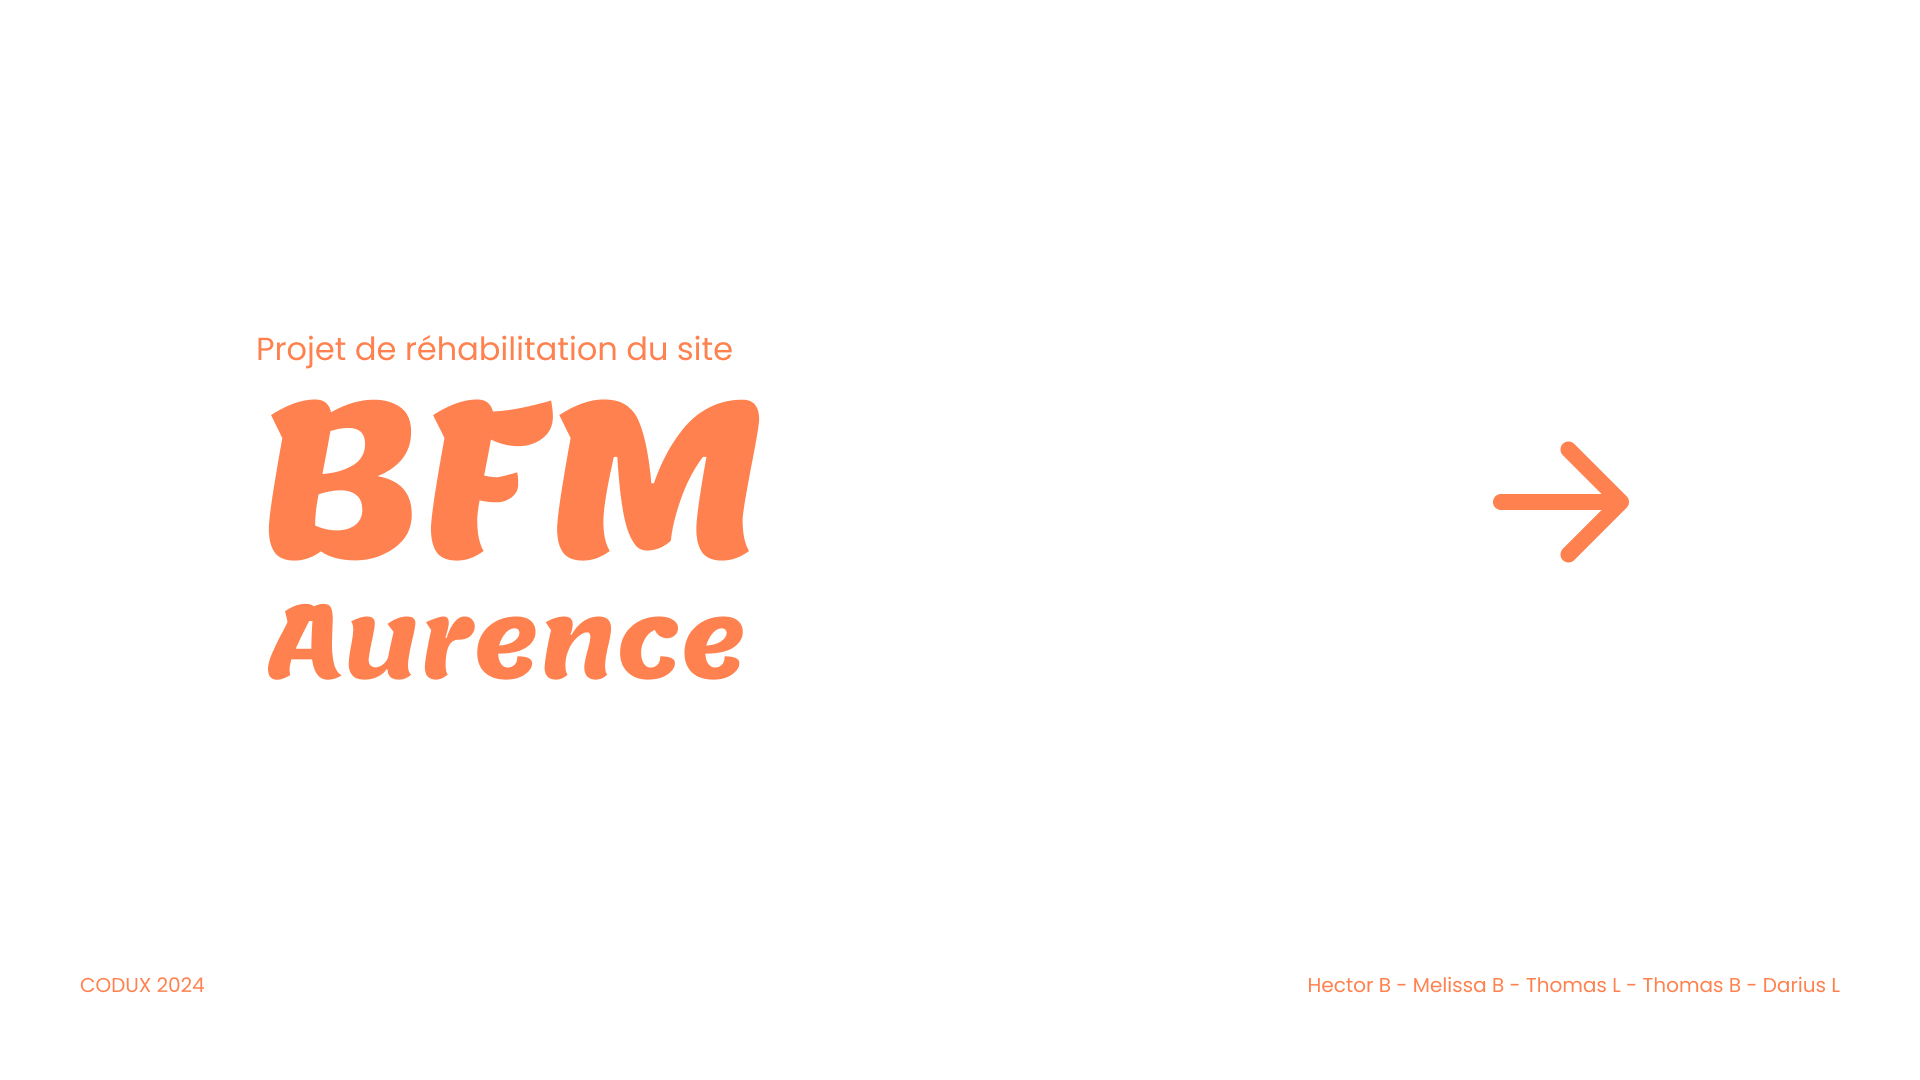 Projet de réhabilitation du site
BFM
Aurence
CODUX 2024
Hector B - Melissa B - Thomas L - Thomas B - Darius L